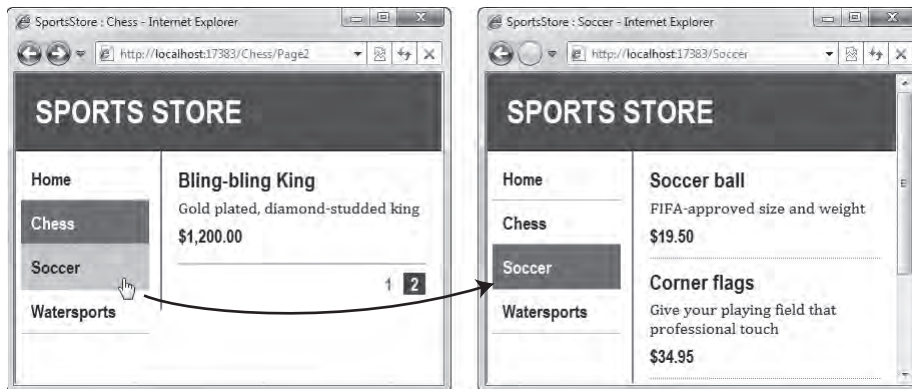 SportsStore : Chess - Internet Explorer
http://localhost:17383/Chess/Page2
SPORTS STORE
Home
Chess
Soccer
Watersports
Bling-bling King
Gold plated, diamond-studded king
$1,200.00
1 2
SportsStore : Soccer - Internet Explorer
http://localhost:17383/Soccer
SPORTS STORE
Home
Chess
Soccer
Watersports
Soccer ball
FIFA-approved size and weight
$19.50
Corner flags
Give your playing field that
professional touch
$34.95